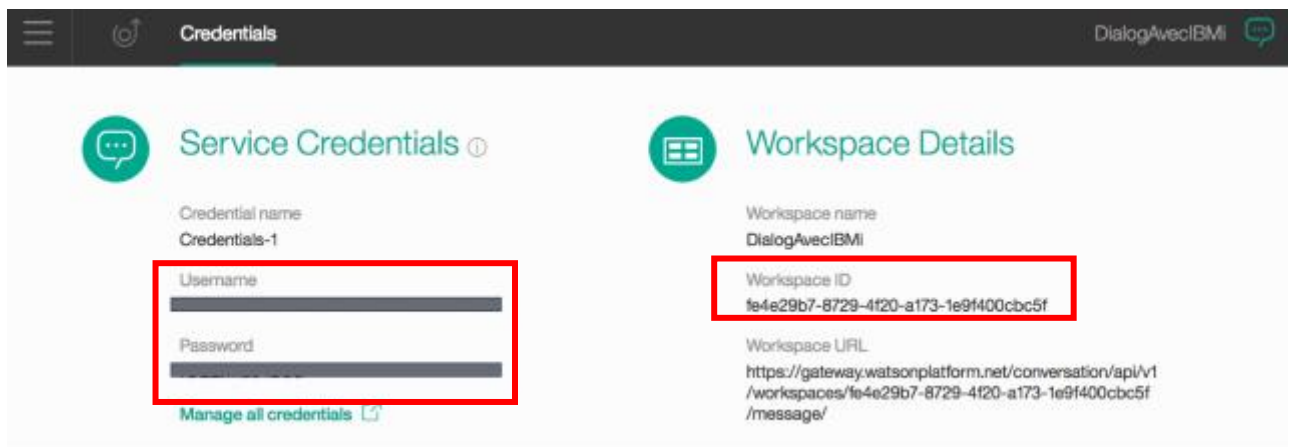 Credentials
DialogAvecIBMi
Service Credentials
Workspace Details
Credential name
Credentials-1
Username
Password
Manage all credentials
Workspace name
DialogAvecIBMi
Workspace ID
fe4e29b7-8729-4f20-a173-1e9f400cbc5f
Workspace URL
https://gateway.watsonplatform.net/conversation/api/v1
/workspaces/fe4e29b7-8729-4f20-a173-1e9f400cbc5f
/message/